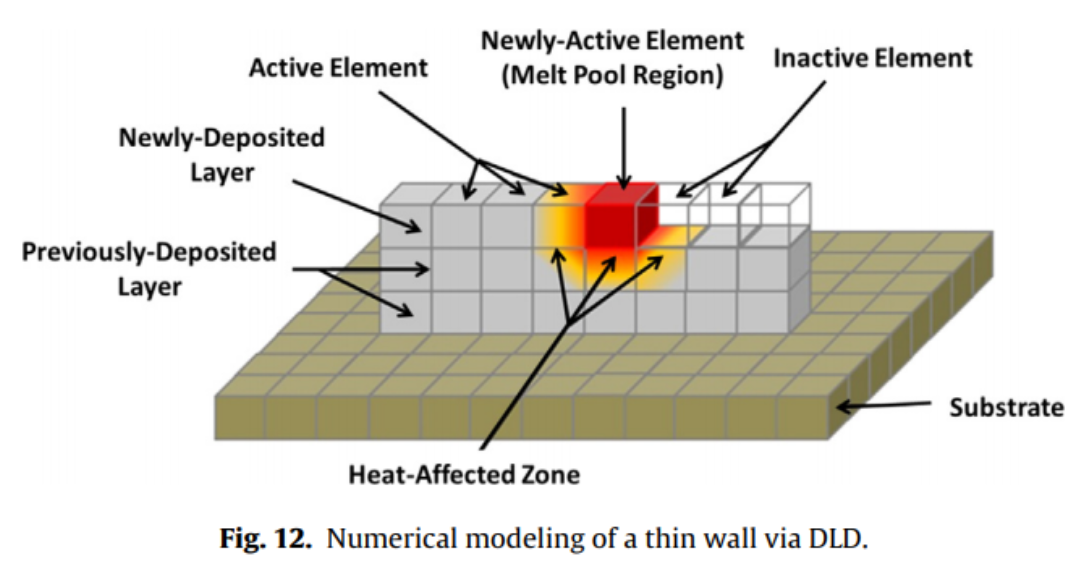 Newly-Active Element
(Melt Pool Region)
Inactive Element
Active Element
Newly-Deposited
Layer
Previously-Deposited
Layer
Substrate
Heat-Affected Zone
Fig. 12. Numerical modeling of a thin wall via DLD.